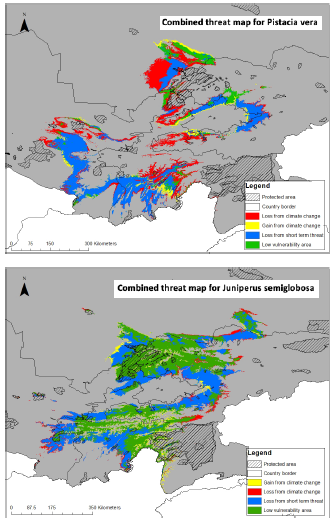 Combined threat map for Pistacia vera
N
Legend
Protected area
Country border
Loss from climate change
Gain from climate change
Loss from short term threat
Low vulnerability area
0 75 150 300 Kilometers
Combined threat map for Juniperus semiglobosa
N
Legend
Protected area
Country border
Gain from climate change
Loss from climate change
Loss from short term threat
Low vulnerability area
0 87.5 175 350 Kilometers